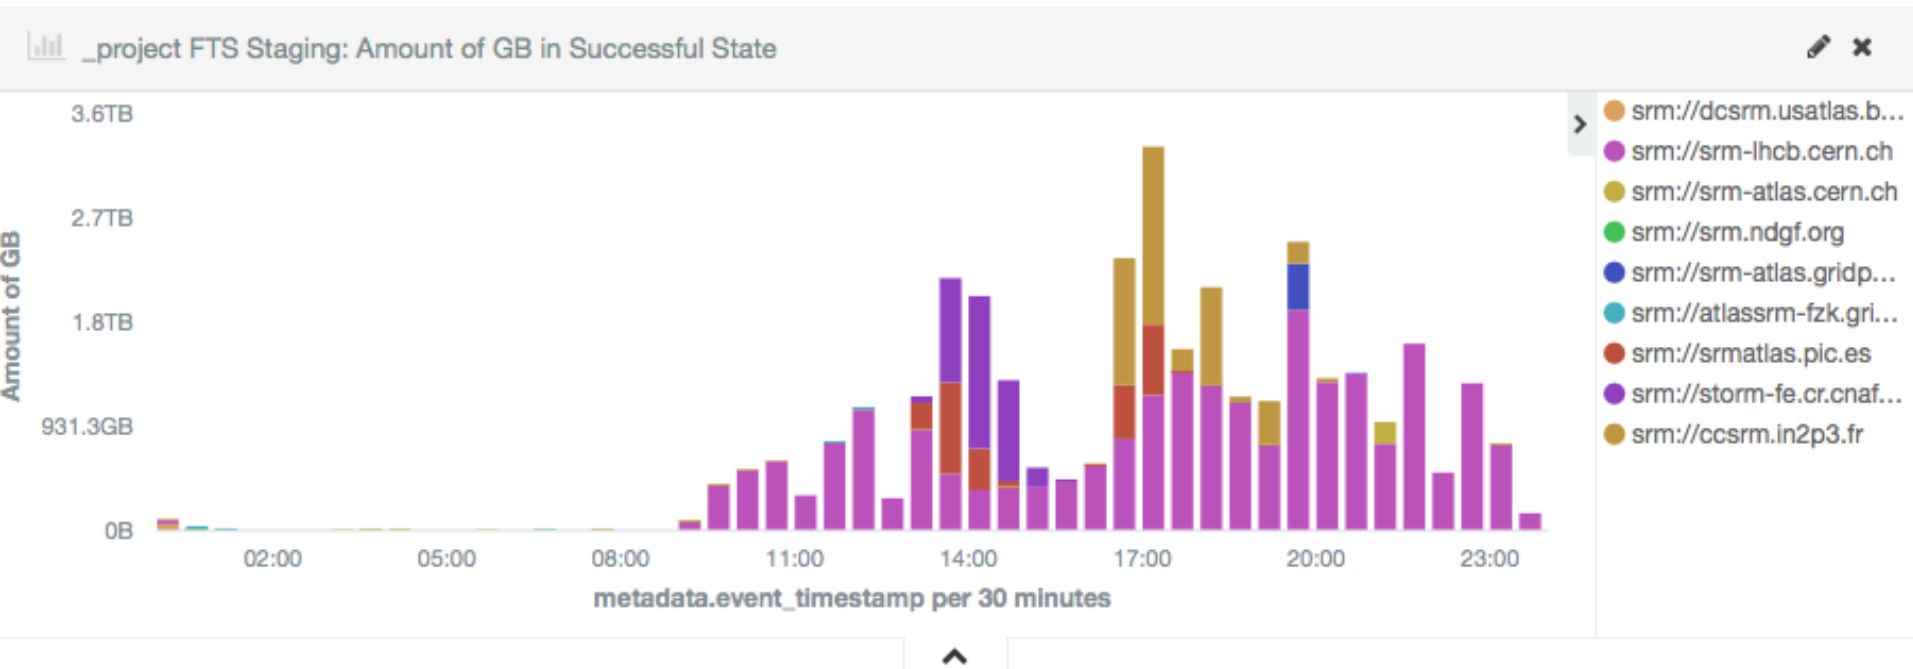 _project FTS Staging: Amount of GB in Successful State
3.6TB
2.7TB
1.8TB
931.3GB
0B
Amount of GB
02:00 05:00 08:00 11:00 14:00 17:00 20:00 23:00
metadata.event_timestamp per 30 minutes
srm://dcsrm.usatlas.b...
srm://srm-lhcb.cern.ch
srm://srm-atlas.cern.ch
srm://srm.ndgf.org
srm://srm-atlas.gridp...
srm://atlassrm-fzk.gri...
srm://srmatlas.pic.es
srm://storm-fe.cr.cnaf...
srm://ccsrm.in2p3.fr